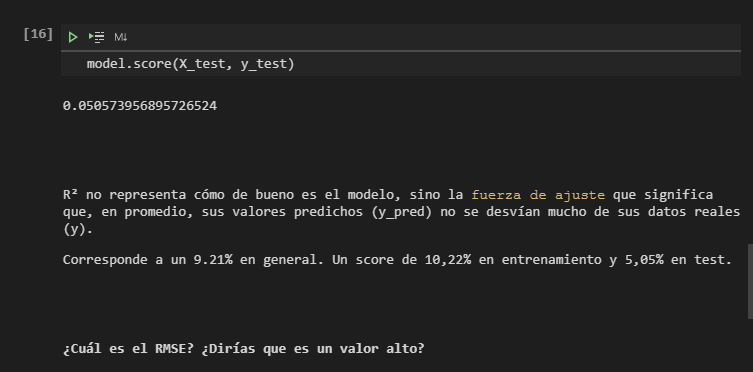 [16]
M↓
model.score(X_test, y_test)
0.050573956895726524
R² no representa cómo de bueno es el modelo, sino la fuerza de ajuste que significa
que, en promedio, sus valores predichos (y_pred) no se desvían mucho de sus datos reales
(y).
Corresponde a un 9.21% en general. Un score de 10,22% en entrenamiento y 5,05% en test.
¿Cuál es el RMSE? ¿Dirías que es un valor alto?